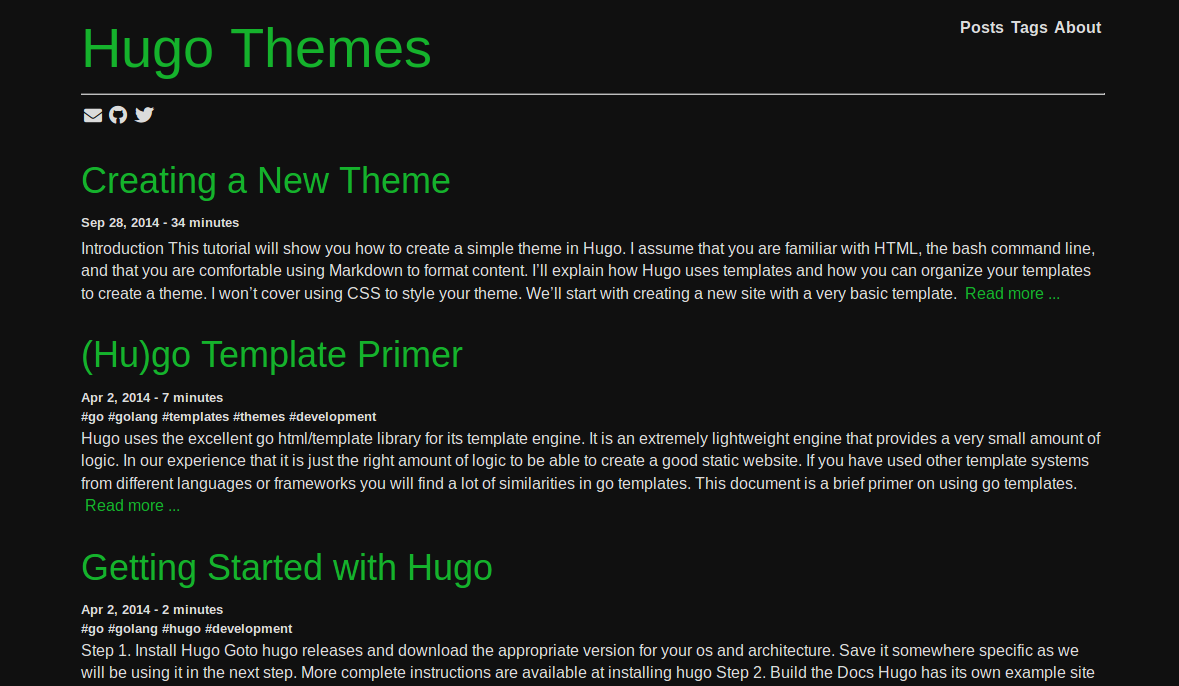 Hugo Themes
Posts Tags About
Creating a New Theme
Sep 28, 2014 - 34 minutes
Introduction This tutorial will show you how to create a simple theme in Hugo. I assume that you are familiar with HTML, the bash command line,
and that you are comfortable using Markdown to format content. I’ll explain how Hugo uses templates and how you can organize your templates
to create a theme. I won’t cover using CSS to style your theme. We’ll start with creating a new site with a very basic template. Read more ...
(Hu)go Template Primer
Apr 2, 2014 - 7 minutes
#go #golang #templates #themes #development
Hugo uses the excellent go html/template library for its template engine. It is an extremely lightweight engine that provides a very small amount of
logic. In our experience that it is just the right amount of logic to be able to create a good static website. If you have used other template systems
from different languages or frameworks you will find a lot of similarities in go templates. This document is a brief primer on using go templates.
Read more ...
Getting Started with Hugo
Apr 2, 2014 - 2 minutes
#go #golang #hugo #development
Step 1. Install Hugo Goto hugo releases and download the appropriate version for your os and architecture. Save it somewhere specific as we
will be using it in the next step. More complete instructions are available at installing hugo Step 2. Build the Docs Hugo has its own example site